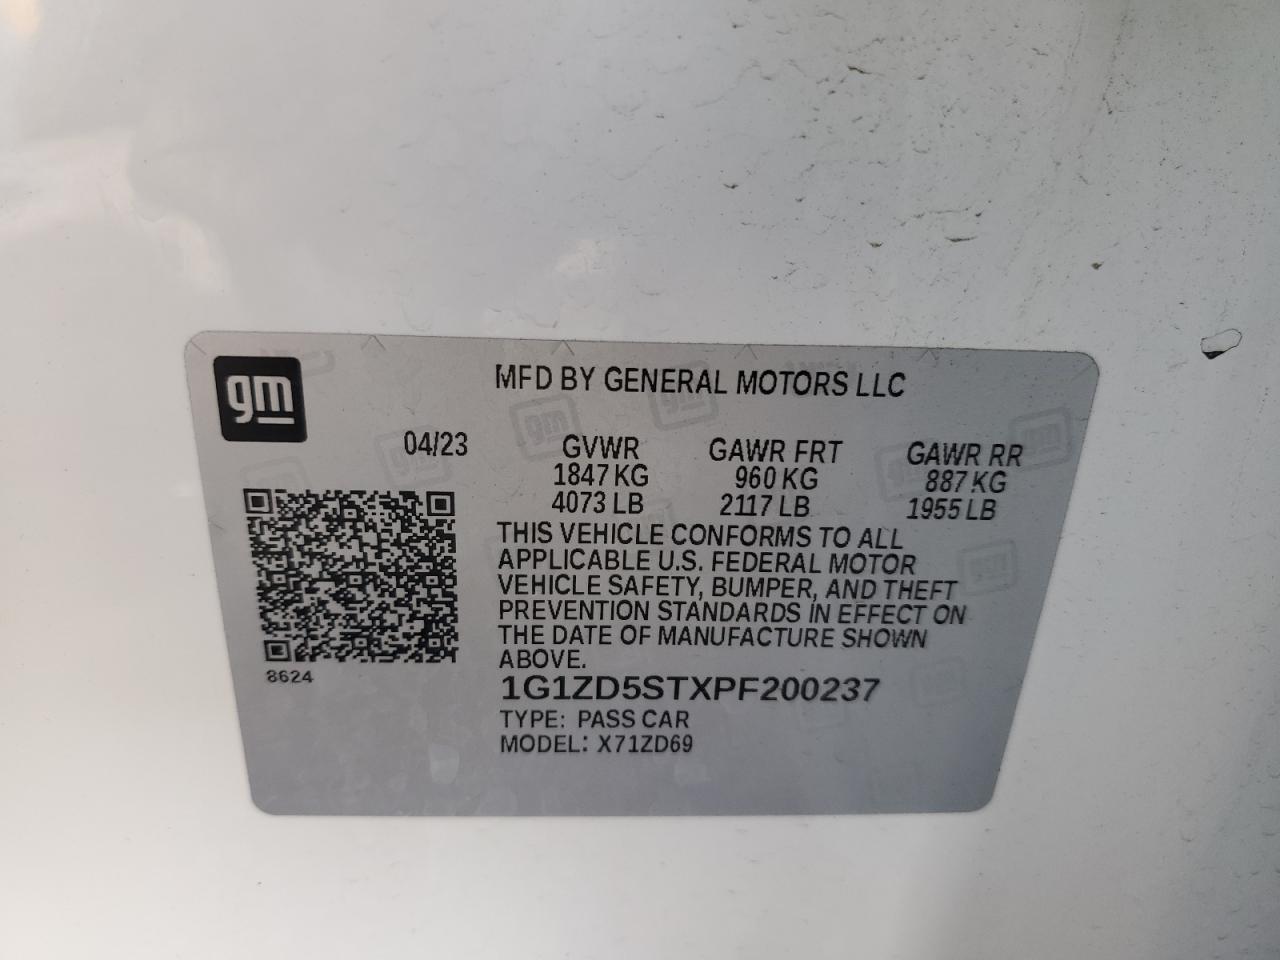 gm
MFD BY GENERAL MOTORS LLC
04/23 GVWR GAWR FRT GAWR RR
1847 KG 960 KG 887 KG
4073 LB 2117 LB 1955 LB
THIS VEHICLE CONFORMS TO ALL
APPLICABLE U.S. FEDERAL MOTOR
VEHICLE SAFETY, BUMPER, AND THEFT
PREVENTION STANDARDS IN EFFECT ON
THE DATE OF MANUFACTURE SHOWN
ABOVE.
8624
1G1ZD5STXPF200237
TYPE: PASS CAR
MODEL: X71ZD69